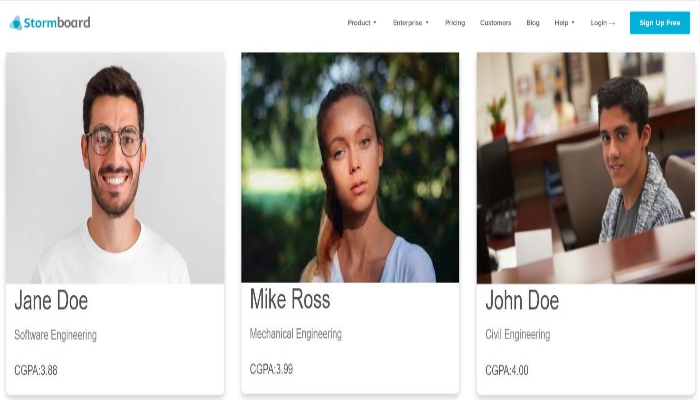 Stormboard
Product ▾ Enterprise ▾ Pricing Customers Blog Help ▾ Login → Sign Up Free
Jane Doe
Software Engineering
CGPA:3.88
Mike Ross
Mechanical Engineering
CGPA:3.99
John Doe
Civil Engineering
CGPA:4.00